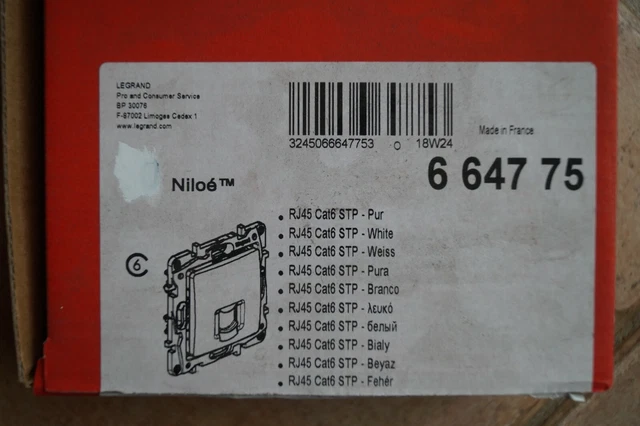 LEGRAND
Pro and Consumer Service
BP 30076
F-87002 Limoges Cedex 1
www.legrand.com
3245066647753 O 18W24
Made in France
Niloé™
6 647 75
6
• RJ45 Cat6 STP - Pur
• RJ45 Cat6 STP - White
• RJ45 Cat6 STP - Weiss
• RJ45 Cat6 STP - Pura
• RJ45 Cat6 STP - Branco
• RJ45 Cat6 STP - λευκό
• RJ45 Cat6 STP - белый
• RJ45 Cat6 STP - Bialy
• RJ45 Cat6 STP - Beyaz
• RJ45 Cat6 STP - Fehér